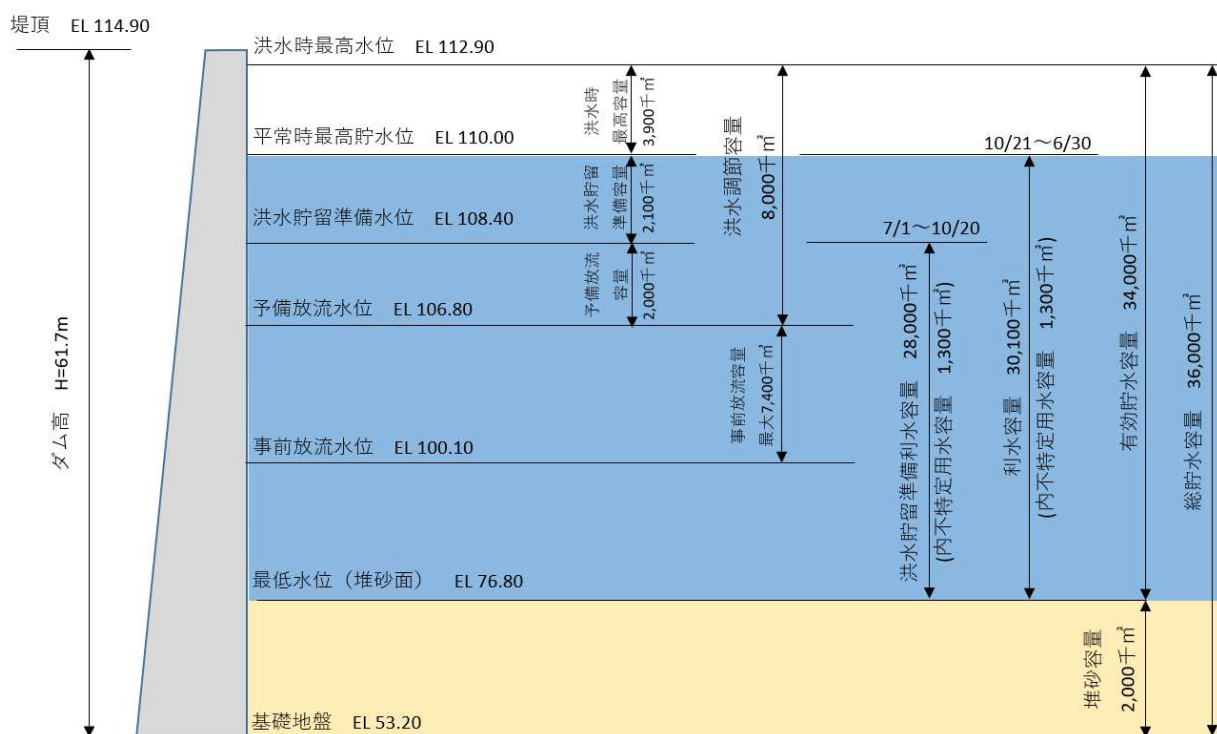 堤頂 EL 114.90
洪水時最高水位 EL 112.90
平常時最高貯水位 EL 110.00
洪水貯留準備水位 EL 108.40
予備放流水位 EL 106.80
事前放流水位 EL 100.10
最低水位（堆砂面） EL 76.80
基礎地盤 EL 53.20
ダム高 H=61.7m
洪水時
最高容量
3,900千㎥
洪水貯留
準備容量
2,100千㎥
予備放流
容量
2,000千㎥
洪水調節容量
8,000千㎥
事前放流容量
最大7,400千㎥
7/1～10/20
洪水貯留準備利水容量 28,000千㎥
(内不特定用水容量 1,300千㎥)
10/21～6/30
利水容量 30,100千㎥
(内不特定用水容量 1,300千㎥)
有効貯水容量 34,000千㎥
堆砂容量
2,000千㎥
総貯水容量 36,000千㎥